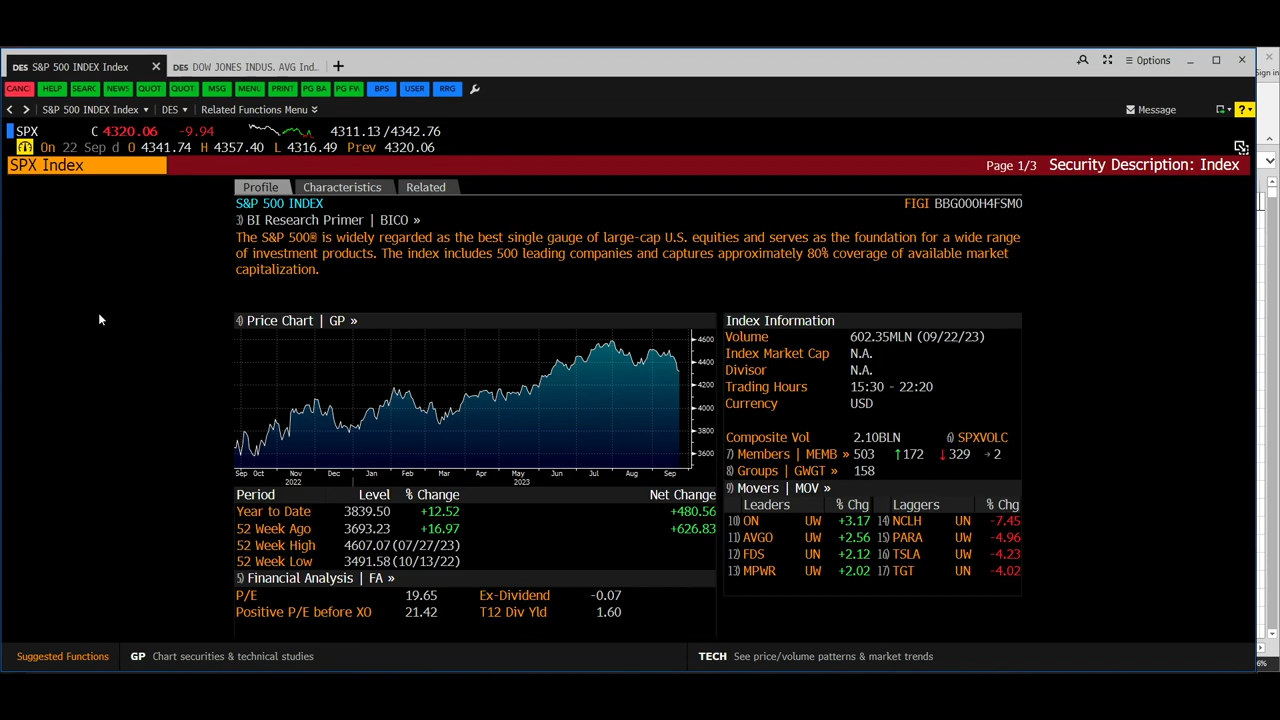 DES S&P 500 INDEX Index
DES DOW JONES INDUS. AVG Ind..
Options
CANC HELP SEARC NEWS QUOT QUOT MSG MENU PRINT PG BA PG FV BPS USER RRG
S&P 500 INDEX Index DES Related Functions Menu Message ?
SPX C 4320.06 -9.94 4311.13/4342.76
On 22 Sep d O 4341.74 H 4357.40 L 4316.49 Prev 4320.06
SPX Index Page 1/3 Security Description: Index
Profile Characteristics Related
S&P 500 INDEX FIGI BBG000H4FSM0
3) BI Research Primer | BICO »
The S&P 500® is widely regarded as the best single gauge of large-cap U.S. equities and serves as the foundation for a wide range
of investment products. The index includes 500 leading companies and captures approximately 80% coverage of available market
capitalization.
4) Price Chart | GP »
4600
4400
4200
4000
3800
3600
Sep Oct Nov Dec Jan Feb Mar Apr May Jun Jul Aug Sep
2022 2023
Period Level % Change Net Change
Year to Date 3839.50 +12.52 +480.56
52 Week Ago 3693.23 +16.97 +626.83
52 Week High 4607.07 (07/27/23)
52 Week Low 3491.58 (10/13/22)
5) Financial Analysis | FA »
P/E 19.65 Ex-Dividend -0.07
Positive P/E before XO 21.42 T12 Div Yld 1.60
Index Information
Volume 602.35MLN (09/22/23)
Index Market Cap N.A.
Divisor N.A.
Trading Hours 15:30 - 22:20
Currency USD
Composite Vol 2.10BLN 6) SPXVOLC
7) Members | MEMB » 503 ↑172 ↓329 →2
8) Groups | GWGT » 158
9) Movers | MOV »
Leaders % Chg Laggers % Chg
10) ON UW +3.17 14) NCLH UN -7.45
11) AVGO UW +2.56 15) PARA UW -4.96
12) FDS UN +2.12 16) TSLA UW -4.23
13) MPWR UW +2.02 17) TGT UN -4.02
Suggested Functions GP Chart securities & technical studies TECH See price/volume patterns & market trends
ign in
6%